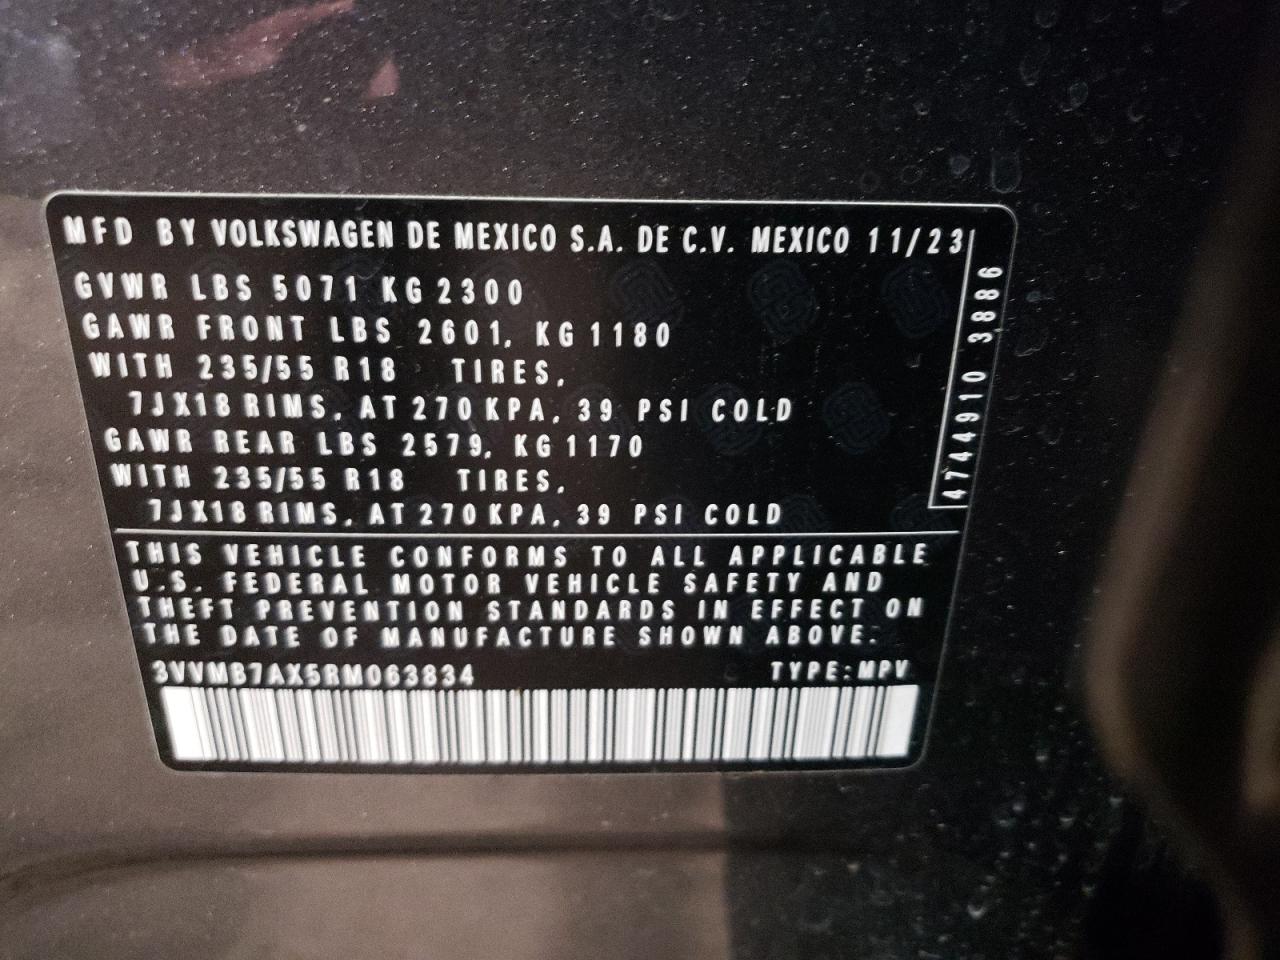 MFD BY VOLKSWAGEN DE MEXICO S.A. DE C.V. MEXICO 11/23
GVWR LBS 5071 KG 2300
GAWR FRONT LBS 2601, KG 1180
WITH 235/55 R18 TIRES,
7JX18 RIMS, AT 270 KPA, 39 PSI COLD
GAWR REAR LBS 2579, KG 1170
WITH 235/55 R18 TIRES,
7JX18 RIMS, AT 270 KPA, 39 PSI COLD
4744910 3886
THIS VEHICLE CONFORMS TO ALL APPLICABLE
U.S. FEDERAL MOTOR VEHICLE SAFETY AND
THEFT PREVENTION STANDARDS IN EFFECT ON
THE DATE OF MANUFACTURE SHOWN ABOVE.
3VVMB7AX5RM063834 TYPE:MPV